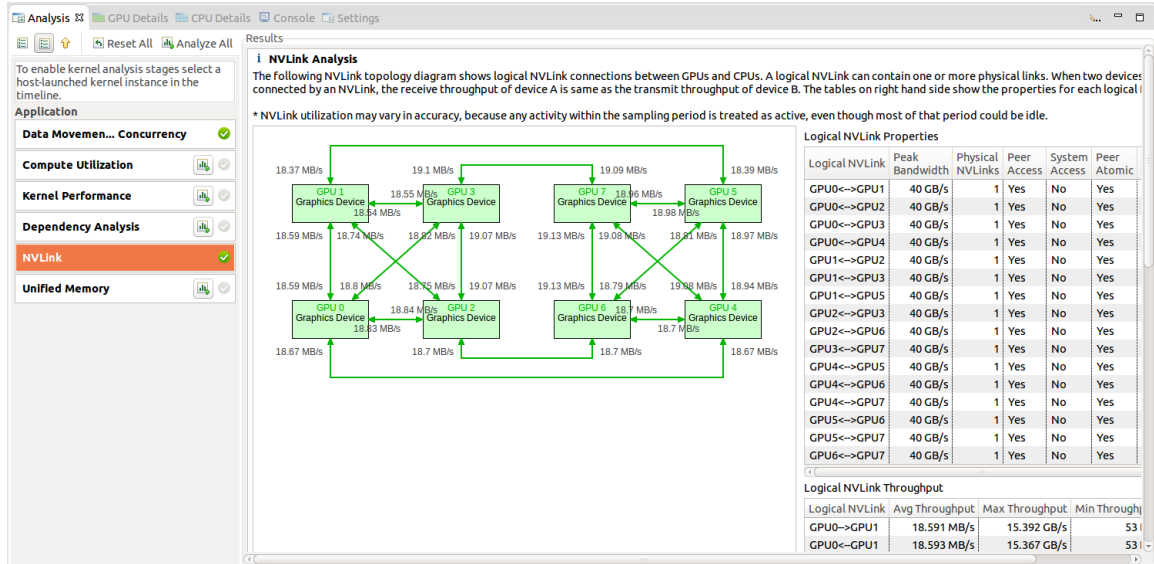 Analysis GPU Details CPU Details Console Settings
Reset All Analyze All
Results
To enable kernel analysis stages select a
host-launched kernel instance in the
timeline.
Application
Data Movemen... Concurrency
Compute Utilization
Kernel Performance
Dependency Analysis
NVLink
Unified Memory
i NVLink Analysis
The following NVLink topology diagram shows logical NVLink connections between GPUs and CPUs. A logical NVLink can contain one or more physical links. When two devices
connected by an NVLink, the receive throughput of device A is same as the transmit throughput of device B. The tables on right hand side show the properties for each logical
* NVLink utilization may vary in accuracy, because any activity within the sampling period is treated as active, even though most of that period could be idle.
18.37 MB/s 19.1 MB/s 19.09 MB/s 18.39 MB/s
GPU 1 18.55 MB/s GPU 3 GPU 7 18.96 MB/s GPU 5
Graphics Device Graphics Device Graphics Device Graphics Device
18.54 MB/s 18.98 MB/s
18.59 MB/s 18.74 MB/s 18.82 MB/s 19.07 MB/s 19.13 MB/s 19.08 MB/s 18.81 MB/s 18.97 MB/s
18.59 MB/s 18.8 MB/s 18.75 MB/s 19.07 MB/s 19.13 MB/s 18.79 MB/s 19.08 MB/s 18.94 MB/s
GPU 0 18.84 MB/s GPU 2 GPU 6 18.7 MB/s GPU 4
Graphics Device Graphics Device Graphics Device Graphics Device
18.83 MB/s 18.7 MB/s
18.67 MB/s 18.7 MB/s 18.7 MB/s 18.67 MB/s
Logical NVLink Properties
Logical NVLink Peak Bandwidth Physical NVLinks Peer Access System Access Peer Atomic
GPU0<-->GPU1 40 GB/s 1 Yes No Yes
GPU0<-->GPU2 40 GB/s 1 Yes No Yes
GPU0<-->GPU3 40 GB/s 1 Yes No Yes
GPU0<-->GPU4 40 GB/s 1 Yes No Yes
GPU1<-->GPU2 40 GB/s 1 Yes No Yes
GPU1<-->GPU3 40 GB/s 1 Yes No Yes
GPU1<-->GPU5 40 GB/s 1 Yes No Yes
GPU2<-->GPU3 40 GB/s 1 Yes No Yes
GPU2<-->GPU6 40 GB/s 1 Yes No Yes
GPU3<-->GPU7 40 GB/s 1 Yes No Yes
GPU4<-->GPU5 40 GB/s 1 Yes No Yes
GPU4<-->GPU6 40 GB/s 1 Yes No Yes
GPU4<-->GPU7 40 GB/s 1 Yes No Yes
GPU5<-->GPU6 40 GB/s 1 Yes No Yes
GPU5<-->GPU7 40 GB/s 1 Yes No Yes
GPU6<-->GPU7 40 GB/s 1 Yes No Yes
Logical NVLink Throughput
Logical NVLink Avg Throughput Max Throughput Min
GPU0-->GPU1 18.591 MB/s 15.392 GB/s 53
GPU0<--GPU1 18.593 MB/s 15.367 GB/s 53